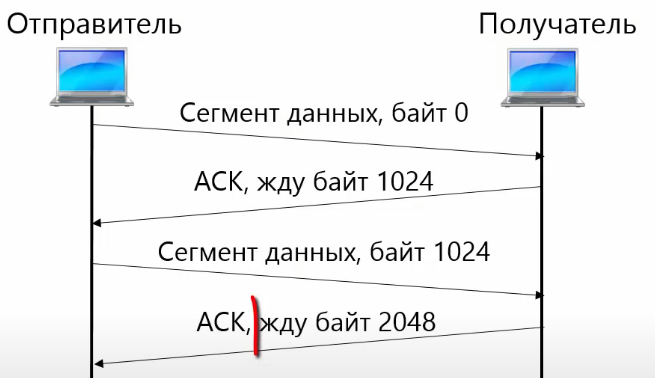 Отправитель
Получатель
Сегмент данных, байт 0
АСК, жду байт 1024
Сегмент данных, байт 1024
АСК, жду байт 2048